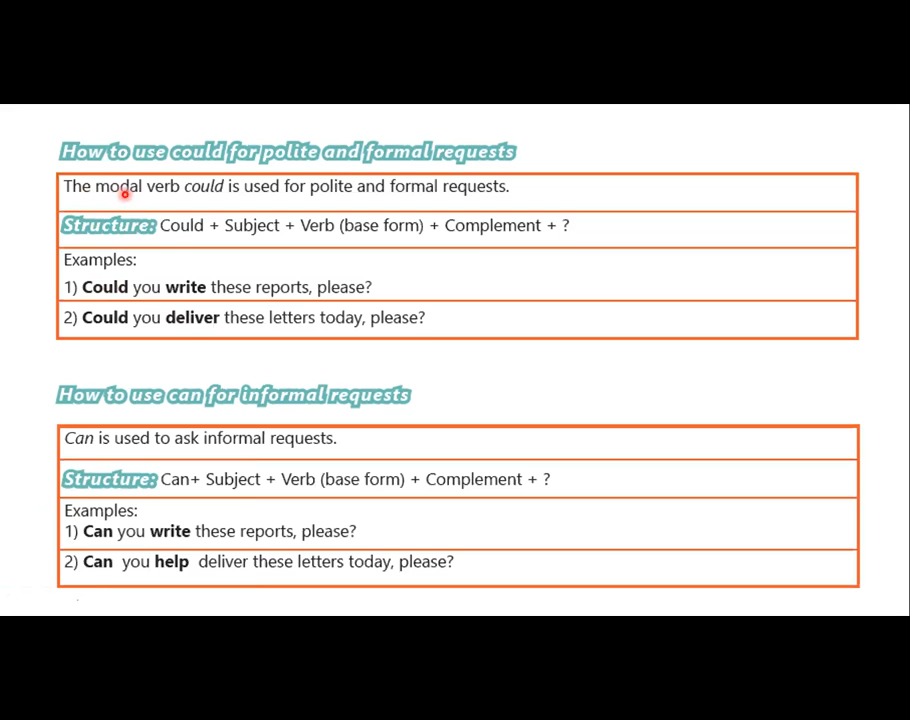 How to use could for polite and formal requests
The modal verb could is used for polite and formal requests.
Structure: Could + Subject + Verb (base form) + Complement + ?
Examples:
1) Could you write these reports, please?
2) Could you deliver these letters today, please?
How to use can for informal requests
Can is used to ask informal requests.
Structure: Can+ Subject + Verb (base form) + Complement + ?
Examples:
1) Can you write these reports, please?
2) Can you help deliver these letters today, please?